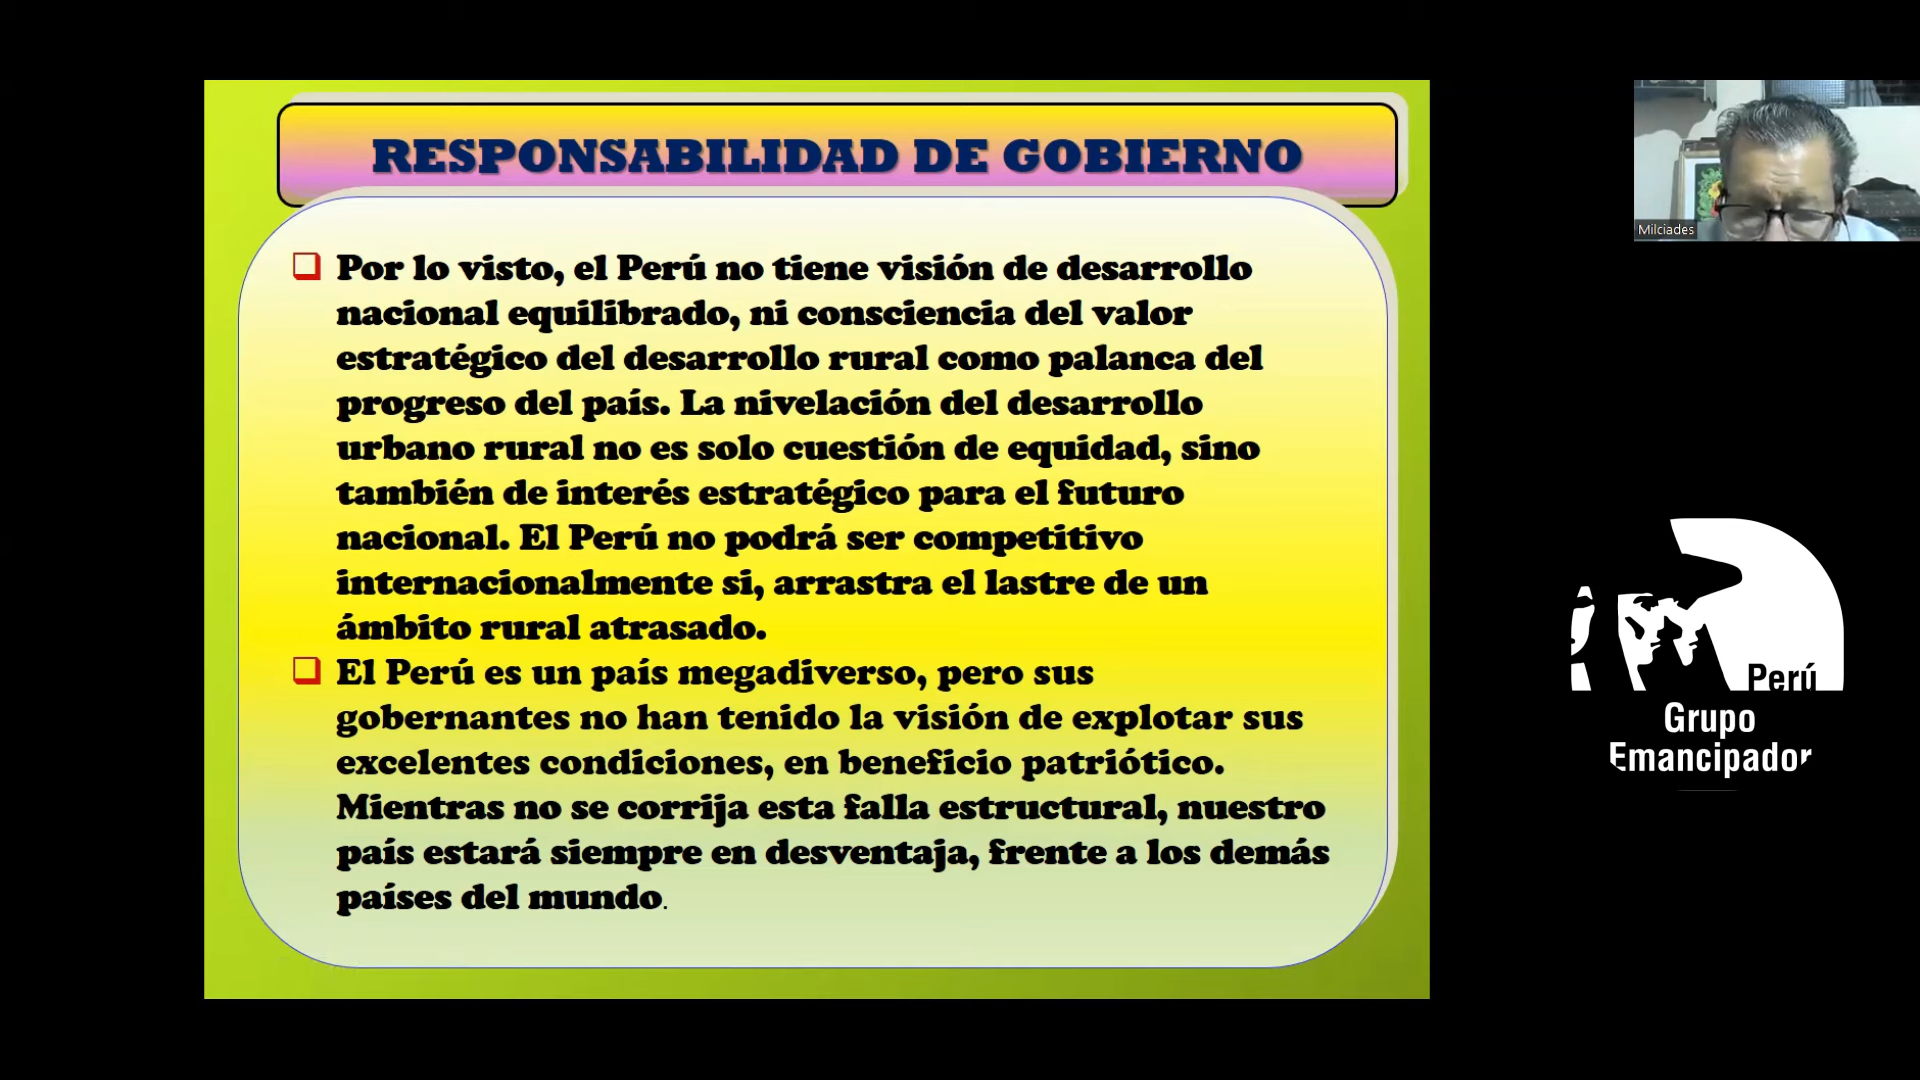 RESPONSABILIDAD DE GOBIERNO
Por lo visto, el Perú no tiene visión de desarrollo
nacional equilibrado, ni consciencia del valor
estratégico del desarrollo rural como palanca del
progreso del país. La nivelación del desarrollo
urbano rural no es solo cuestión de equidad, sino
también de interés estratégico para el futuro
nacional. El Perú no podrá ser competitivo
internacionalmente si, arrastra el lastre de un
ámbito rural atrasado.
El Perú es un país megadiverso, pero sus
gobernantes no han tenido la visión de explotar sus
excelentes condiciones, en beneficio patriótico.
Mientras no se corrija esta falla estructural, nuestro
país estará siempre en desventaja, frente a los demás
países del mundo.
Milciades
Perú
Grupo
Emancipador